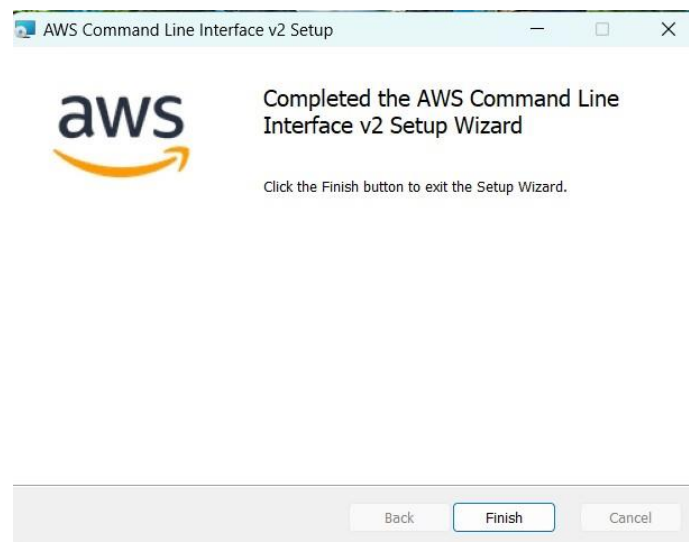 AWS Command Line Interface v2 Setup
aws
Completed the AWS Command Line
Interface v2 Setup Wizard
Click the Finish button to exit the Setup Wizard.
Back
Finish
Cancel